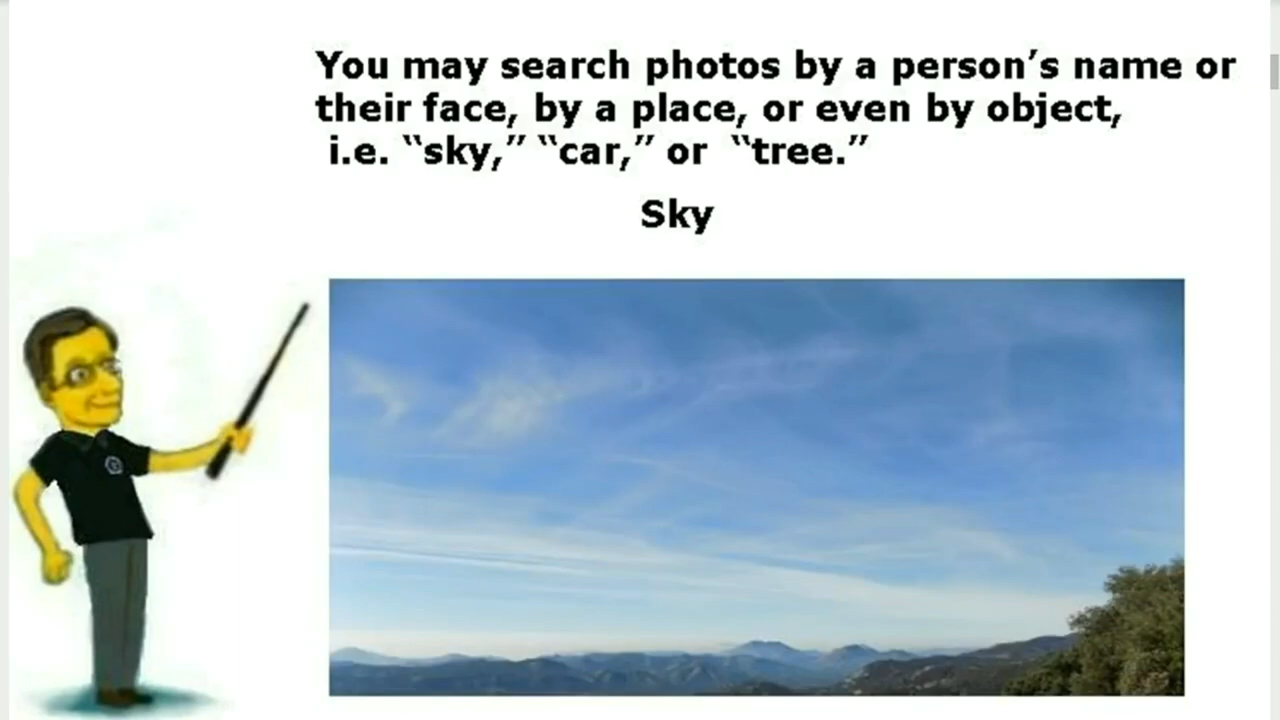 You may search photos by a person’s name or
their face, by a place, or even by object,
i.e. “sky,” “car,” or “tree.”
Sky